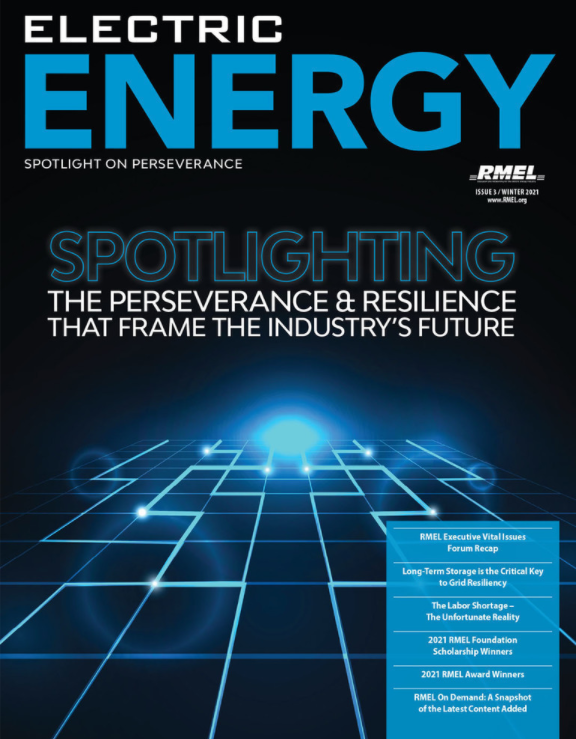 ELECTRIC
ENERGY
SPOTLIGHT ON PERSEVERANCE
RMEL
ISSUE 3 / WINTER 2021
www.RMEL.org
SPOTLIGHTING
THE PERSEVERANCE & RESILIENCE
THAT FRAME THE INDUSTRY'S FUTURE
RMEL Executive Vital Issues
Forum Recap
Long-Term Storage is the Critical Key
to Grid Resiliency
The Labor Shortage –
The Unfortunate Reality
2021 RMEL Foundation
Scholarship Winners
2021 RMEL Award Winners
RMEL On Demand: A Snapshot
of the Latest Content Added